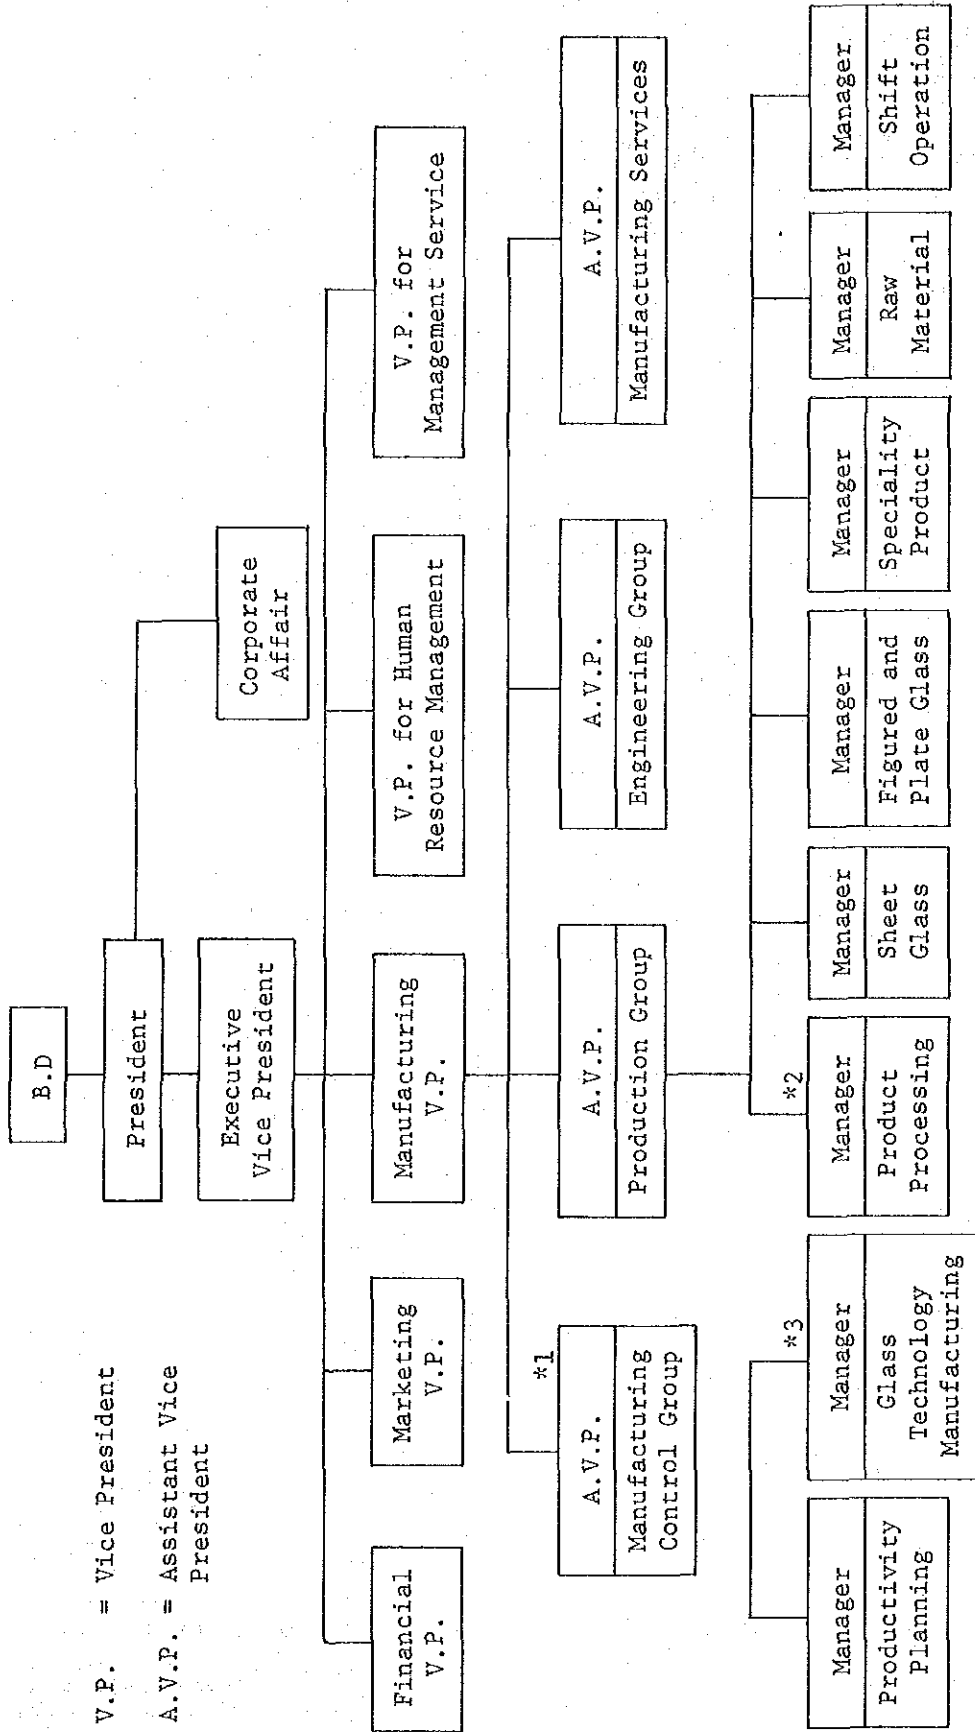 V.P. = Vice President
A.V.P. = Assistant Vice
President
B.D
President
Corporate
Affair
Executive
Vice President
Financial
V.P.
Marketing
V.P.
Manufacturing
V.P.
V.P. for Human
Resource Management
V.P. for
Management Service
*1
A.V.P.
Manufacturing
Control Group
A.V.P.
Production Group
A.V.P.
Engineering Group
A.V.P.
Manufacturing Services
Manager
Productivity
Planning
*3
Manager
Glass
Technology
Manufacturing
*2
Manager
Product
Processing
Manager
Sheet
Glass
Manager
Figured and
Plate Glass
Manager
Speciality
Product
Manager
Raw
Material
Manager
Shift
Operation